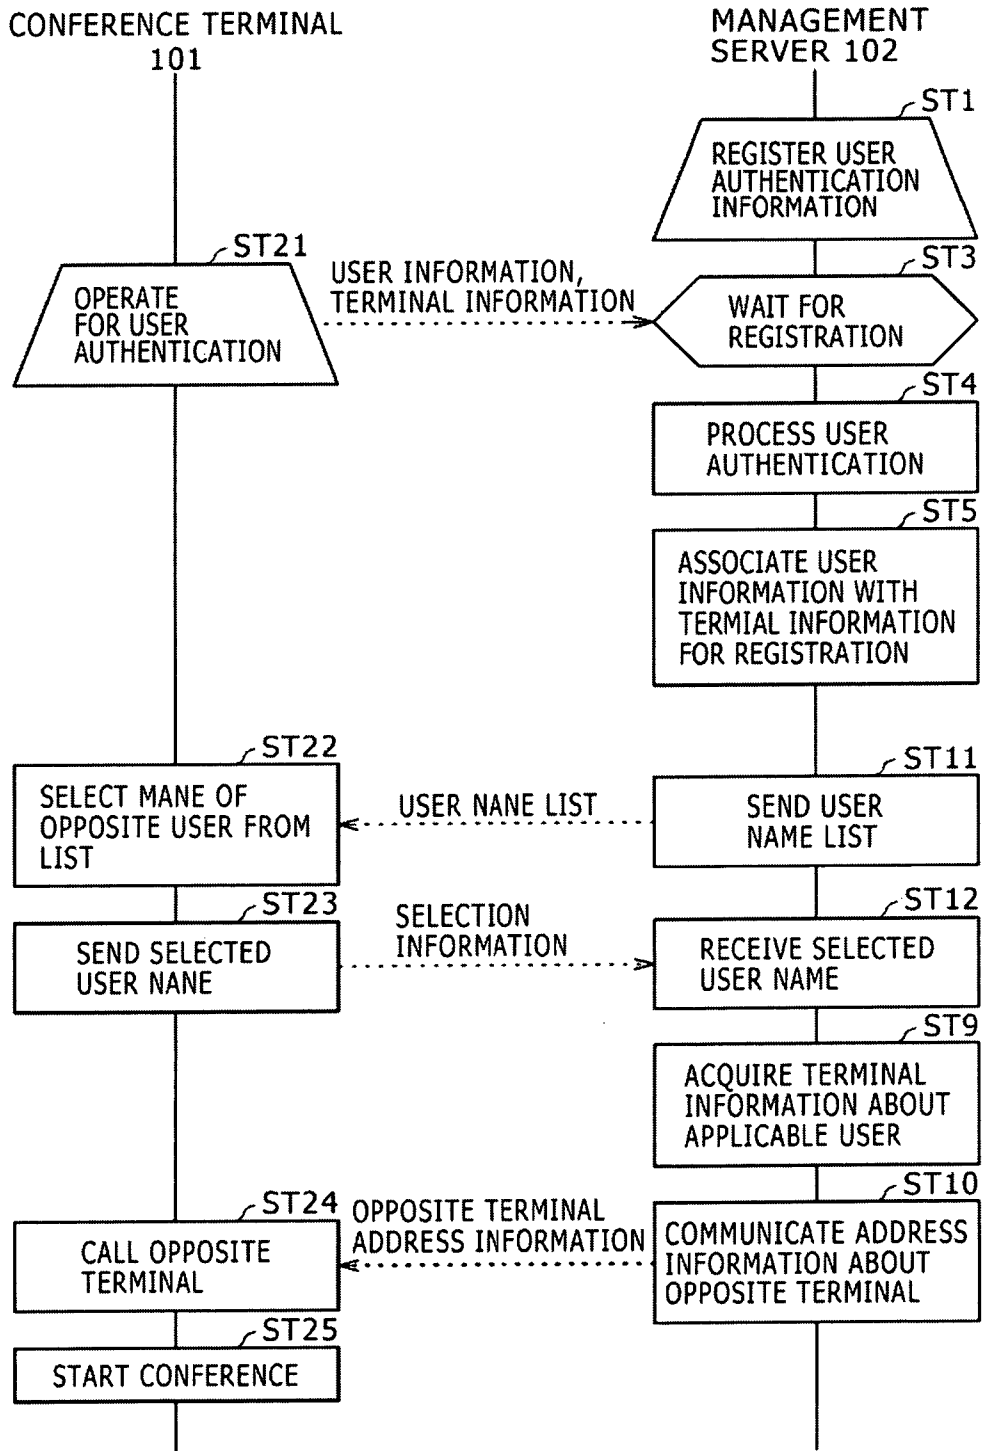 CONFERENCE TERMINAL
101
MANAGEMENT
SERVER 102
ST1
REGISTER USER
AUTHENTICATION
INFORMATION
ST21
OPERATE
FOR USER
AUTHENTICATION
USER INFORMATION,
TERMINAL INFORMATION
ST3
WAIT FOR
REGISTRATION
ST4
PROCESS USER
AUTHENTICATION
ST5
ASSOCIATE USER
INFORMATION WITH
TERMIAL INFORMATION
FOR REGISTRATION
ST22
SELECT MANE OF
OPPOSITE USER FROM
LIST
USER NANE LIST
ST11
SEND USER
NAME LIST
ST23
SEND SELECTED
USER NANE
SELECTION
INFORMATION
ST12
RECEIVE SELECTED
USER NAME
ST9
ACQUIRE TERMINAL
INFORMATION ABOUT
APPLICABLE USER
ST24
CALL OPPOSITE
TERMINAL
OPPOSITE TERMINAL
ADDRESS INFORMATION
ST10
COMMUNICATE ADDRESS
INFORMATION ABOUT
OPPOSITE TERMINAL
ST25
START CONFERENCE